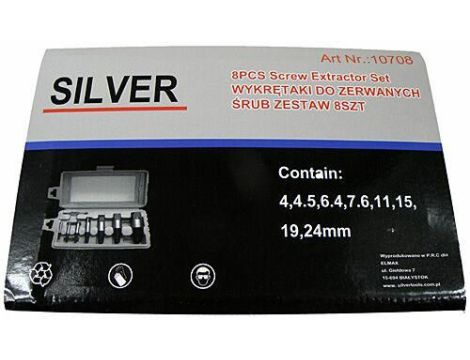 Art Nr.:10708
SILVER
8PCS Screw Extractor Set
WYKRĘTAKI DO ZERWANYCH
ŚRUB ZESTAW 8SZT
Contain:
4,4.5,6.4,7.6,11,15,
19,24mm
Wyprodukowano w P.R.C dla
ELMAX
ul. Giełdowa 7
15-694 BIAŁYSTOK
www.silvertools.com.pl